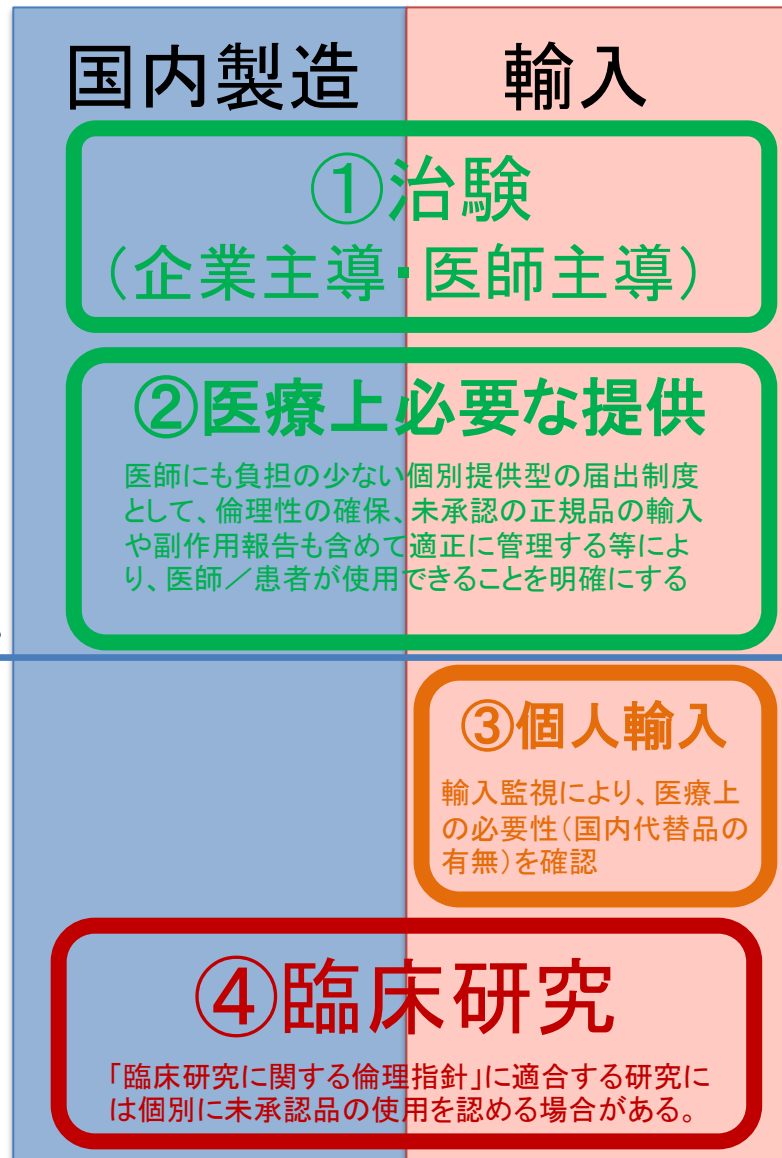 国内製造 輸入
①治験
（企業主導・医師主導）
②医療上必要な提供
医師にも負担の少ない個別提供型の届出制度
として、倫理性の確保、未承認の正規品の輸入
や副作用報告も含めて適正に管理する等によ
り、医師／患者が使用できることを明確にする
③個人輸入
輸入監視により、医療上
の必要性（国内代替品の
有無）を確認
④臨床研究
「臨床研究に関する倫理指針」に適合する研究に
は個別に未承認品の使用を認める場合がある。